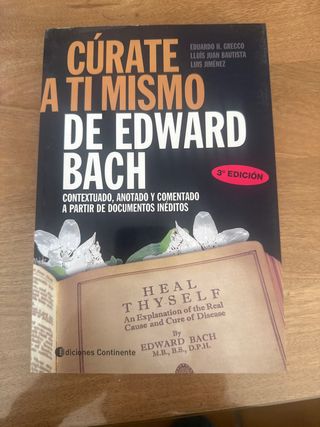 CÚRATE
A TI MISMO
EDUARDO H. GRECCO
LLUÍS JUAN BAUTISTA
LUIS JIMÉNEZ
DE EDWARD
BACH
3ª EDICIÓN
CONTEXTUADO, ANOTADO Y COMENTADO
A PARTIR DE DOCUMENTOS INÉDITOS
HEAL
THYSELF
An Explanation of the Real
Cause and Cure of Disease
By
EDWARD BACH
M.B., B.S., D.P.H.
Ediciones Continente